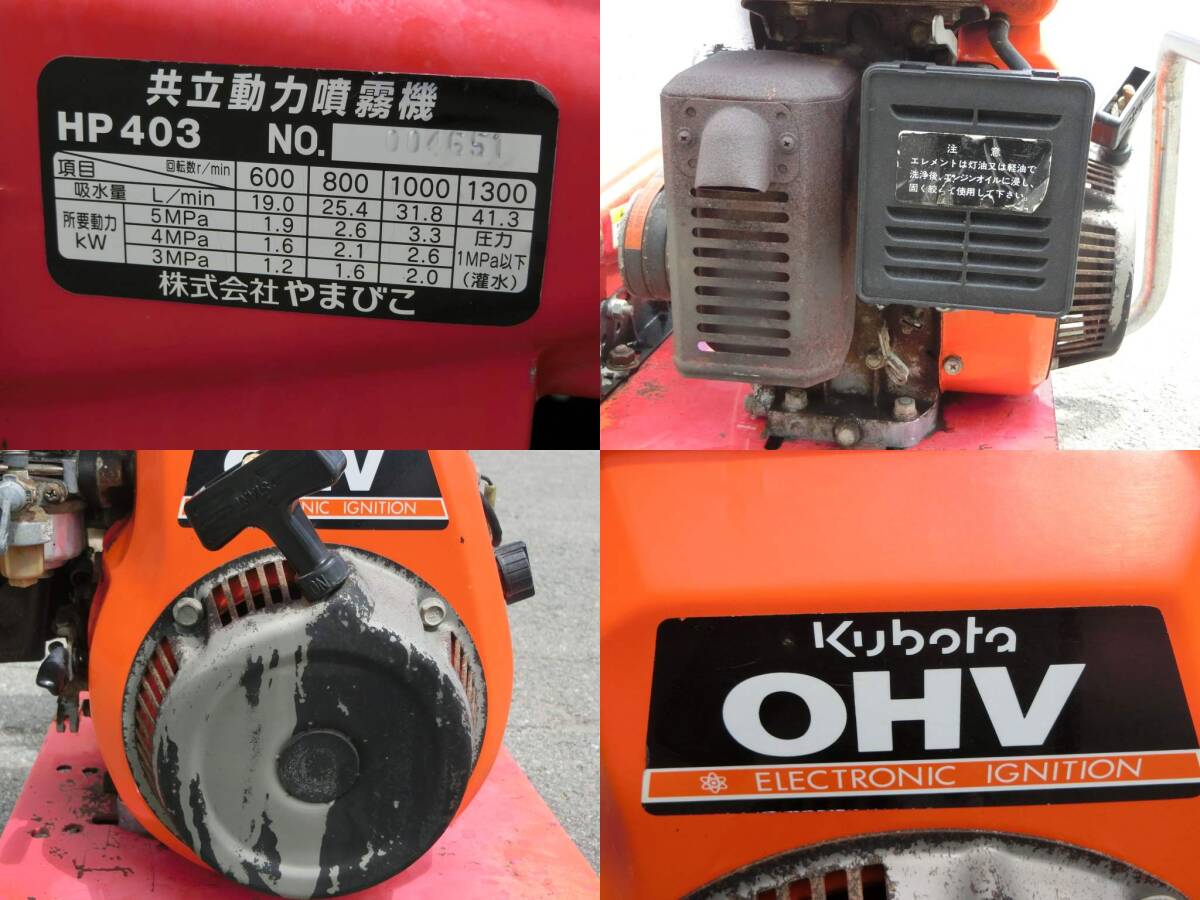 共立動力噴霧機
HP 403 NO. 004651
項目 回転数r/min 600 800 1000 1300
吸水量 L/min 19.0 25.4 31.8 41.3
所要動力 kW 5MPa 1.9 2.6 3.3 圧力
4MPa 1.6 2.1 2.6 1MPa以下
3MPa 1.2 1.6 2.0 (灌水)
株式会社やまびこ
注 意
エレメントは灯油又は軽油で
洗浄後、エンジンオイルに浸し、
固く絞って使用して下さい。
OHV
NIC IGNITION
Kubota
OHV
ELECTRONIC IGNITION